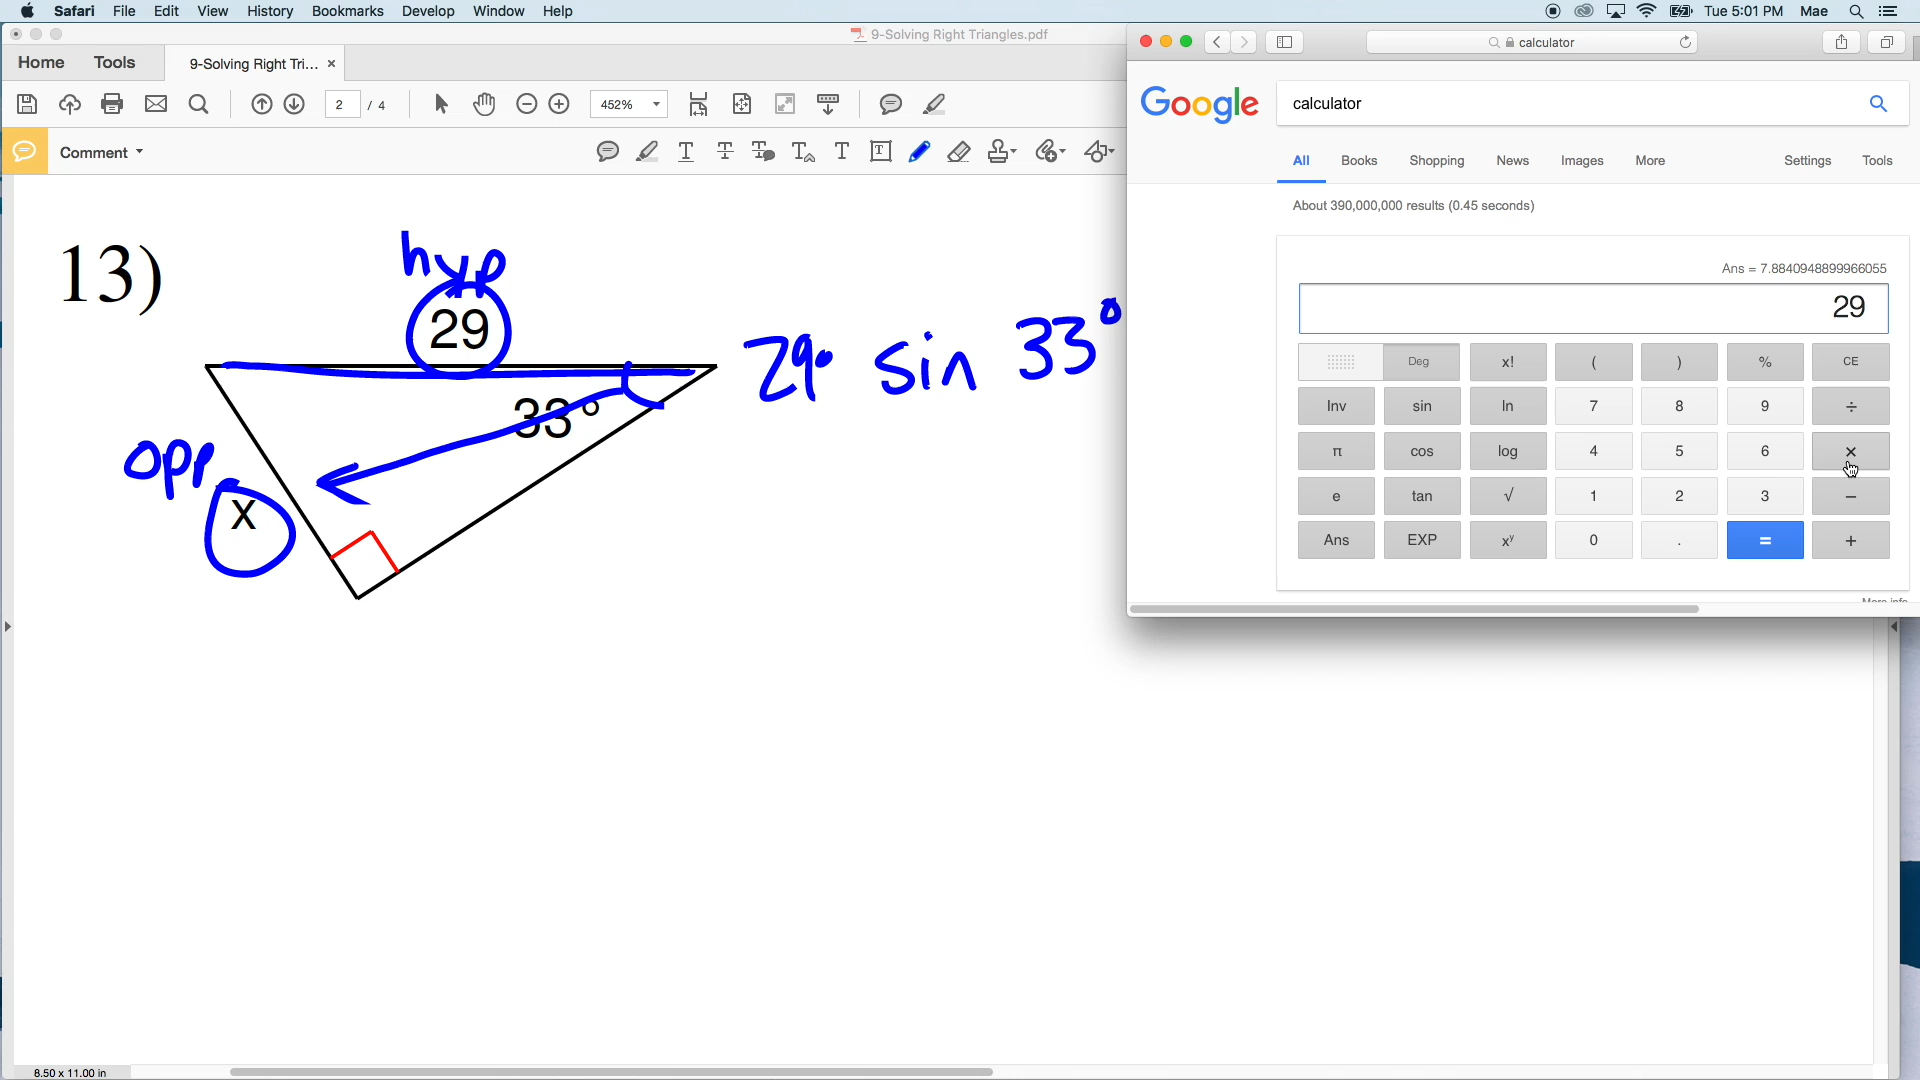 Safari File Edit View History Bookmarks Develop Window Help Tue 5:01 PM Mae
9-Solving Right Triangles.pdf
Home Tools 9-Solving Right Tri... ×
2 / 4 452%
Comment
13)
hyp
29
33°
opp
x
29• sin 33°
calculator
Google calculator
All Books Shopping News Images More Settings Tools
About 390,000,000 results (0.45 seconds)
Ans = 7.8840948899966055
29
Deg x! ( ) % CE
Inv sin ln 7 8 9 ÷
π cos log 4 5 6 ×
e tan √ 1 2 3 −
Ans EXP xʸ 0 . = +
More info
8.50 x 11.00 in